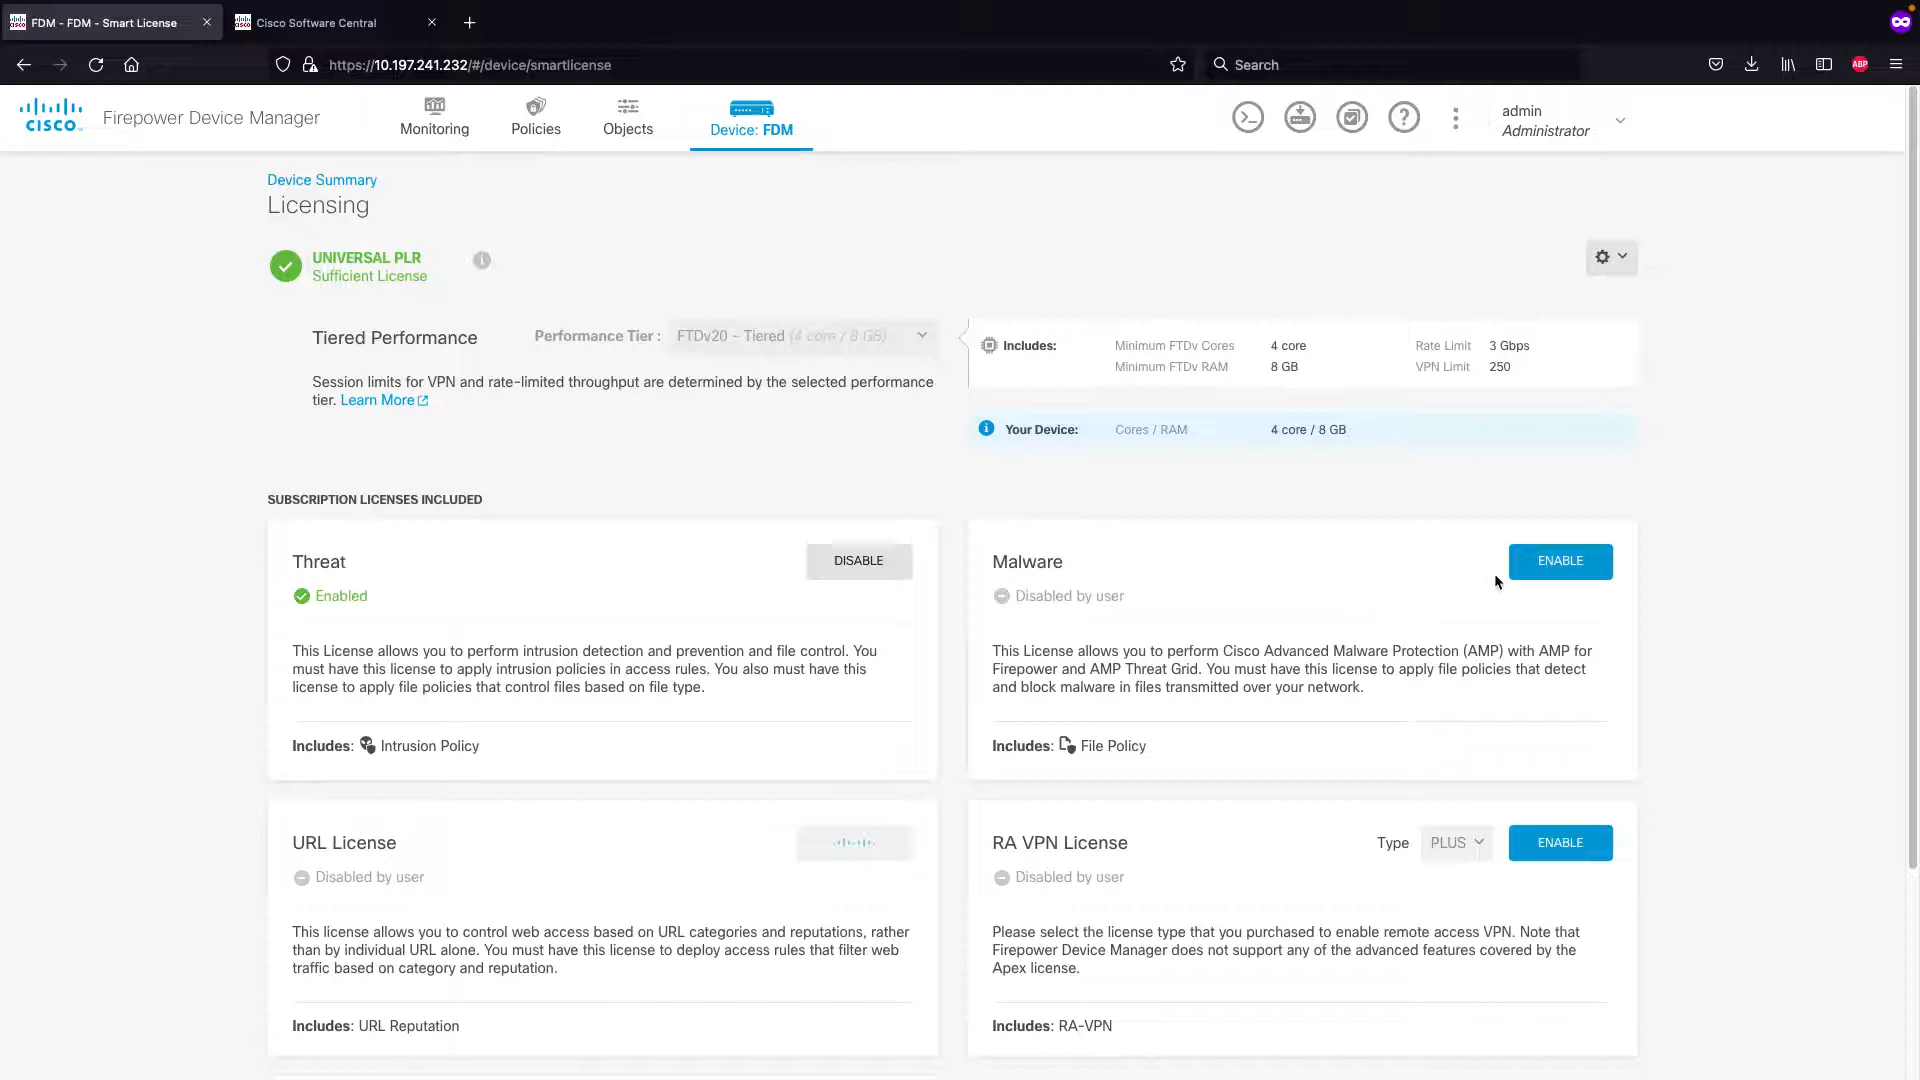 FDM - FDM - Smart License
Cisco Software Central
https://10.197.241.232/#/device/smartlicense
Search
ABP
CISCO
Firepower Device Manager
Monitoring
Policies
Objects
Device: FDM
admin
Administrator
Device Summary
Licensing
UNIVERSAL PLR
Sufficient License
Tiered Performance
Performance Tier :
FTDv20 - Tiered (4 core / 8 GB)
Session limits for VPN and rate-limited throughput are determined by the selected performance
tier. Learn More
Includes:
Minimum FTDv Cores
4 core
Rate Limit
3 Gbps
Minimum FTDv RAM
8 GB
VPN Limit
250
Your Device:
Cores / RAM
4 core / 8 GB
SUBSCRIPTION LICENSES INCLUDED
Threat
DISABLE
Enabled
This License allows you to perform intrusion detection and prevention and file control. You
must have this license to apply intrusion policies in access rules. You also must have this
license to apply file policies that control files based on file type.
Includes: Intrusion Policy
Malware
ENABLE
Disabled by user
This License allows you to perform Cisco Advanced Malware Protection (AMP) with AMP for
Firepower and AMP Threat Grid. You must have this license to apply file policies that detect
and block malware in files transmitted over your network.
Includes: File Policy
URL License
Disabled by user
This license allows you to control web access based on URL categories and reputations, rather
than by individual URL alone. You must have this license to deploy access rules that filter web
traffic based on category and reputation.
Includes: URL Reputation
RA VPN License
Type
PLUS
ENABLE
Disabled by user
Please select the license type that you purchased to enable remote access VPN. Note that
Firepower Device Manager does not support any of the advanced features covered by the
Apex license.
Includes: RA-VPN